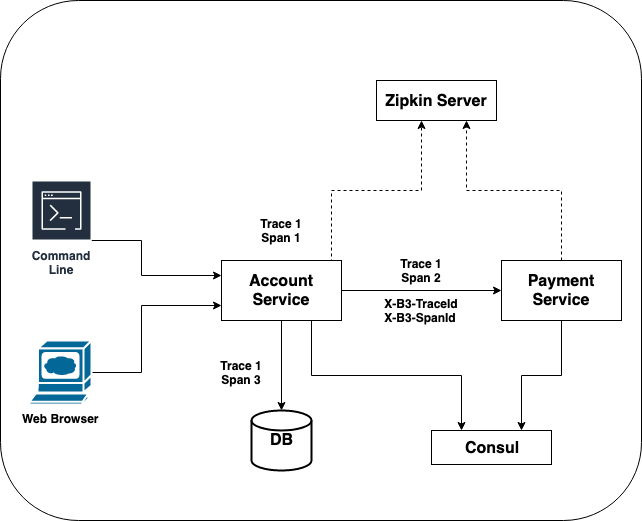 Zipkin Server
Trace 1
Span 1
Command
Line
Account
Service
Trace 1
Span 2
X-B3-TraceId
X-B3-SpanId
Payment
Service
Trace 1
Span 3
Web Browser
DB
Consul